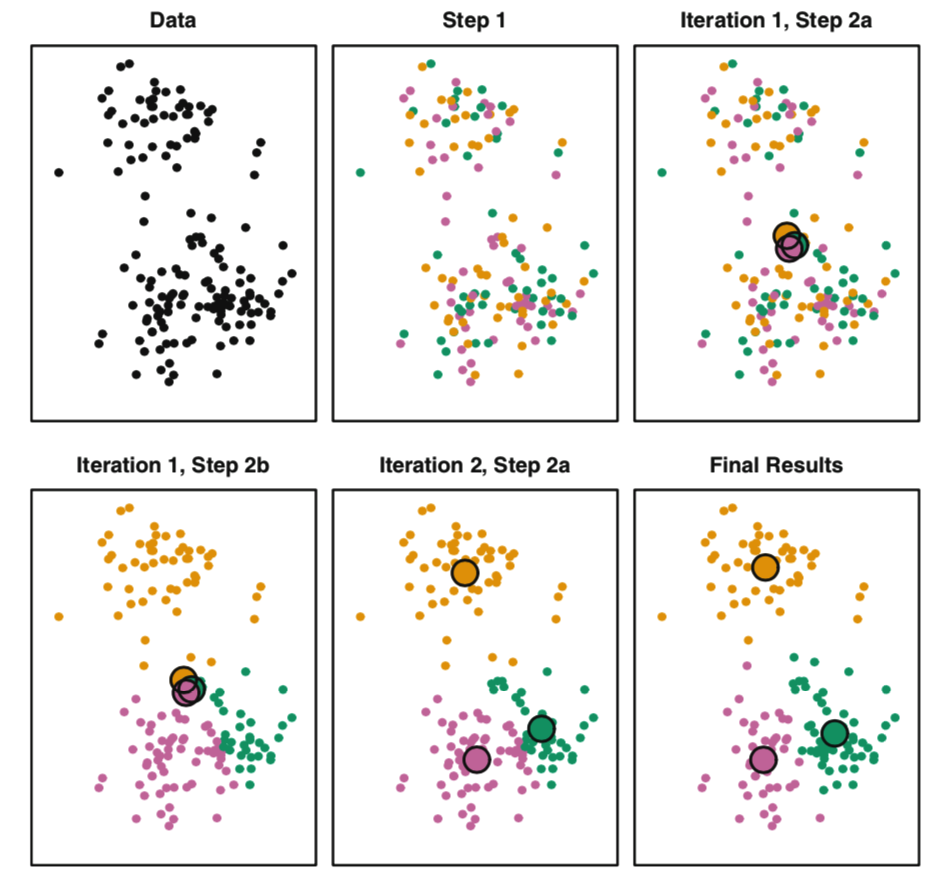 Data
Step 1
Iteration 1, Step 2a
Iteration 1, Step 2b
Iteration 2, Step 2a
Final Results